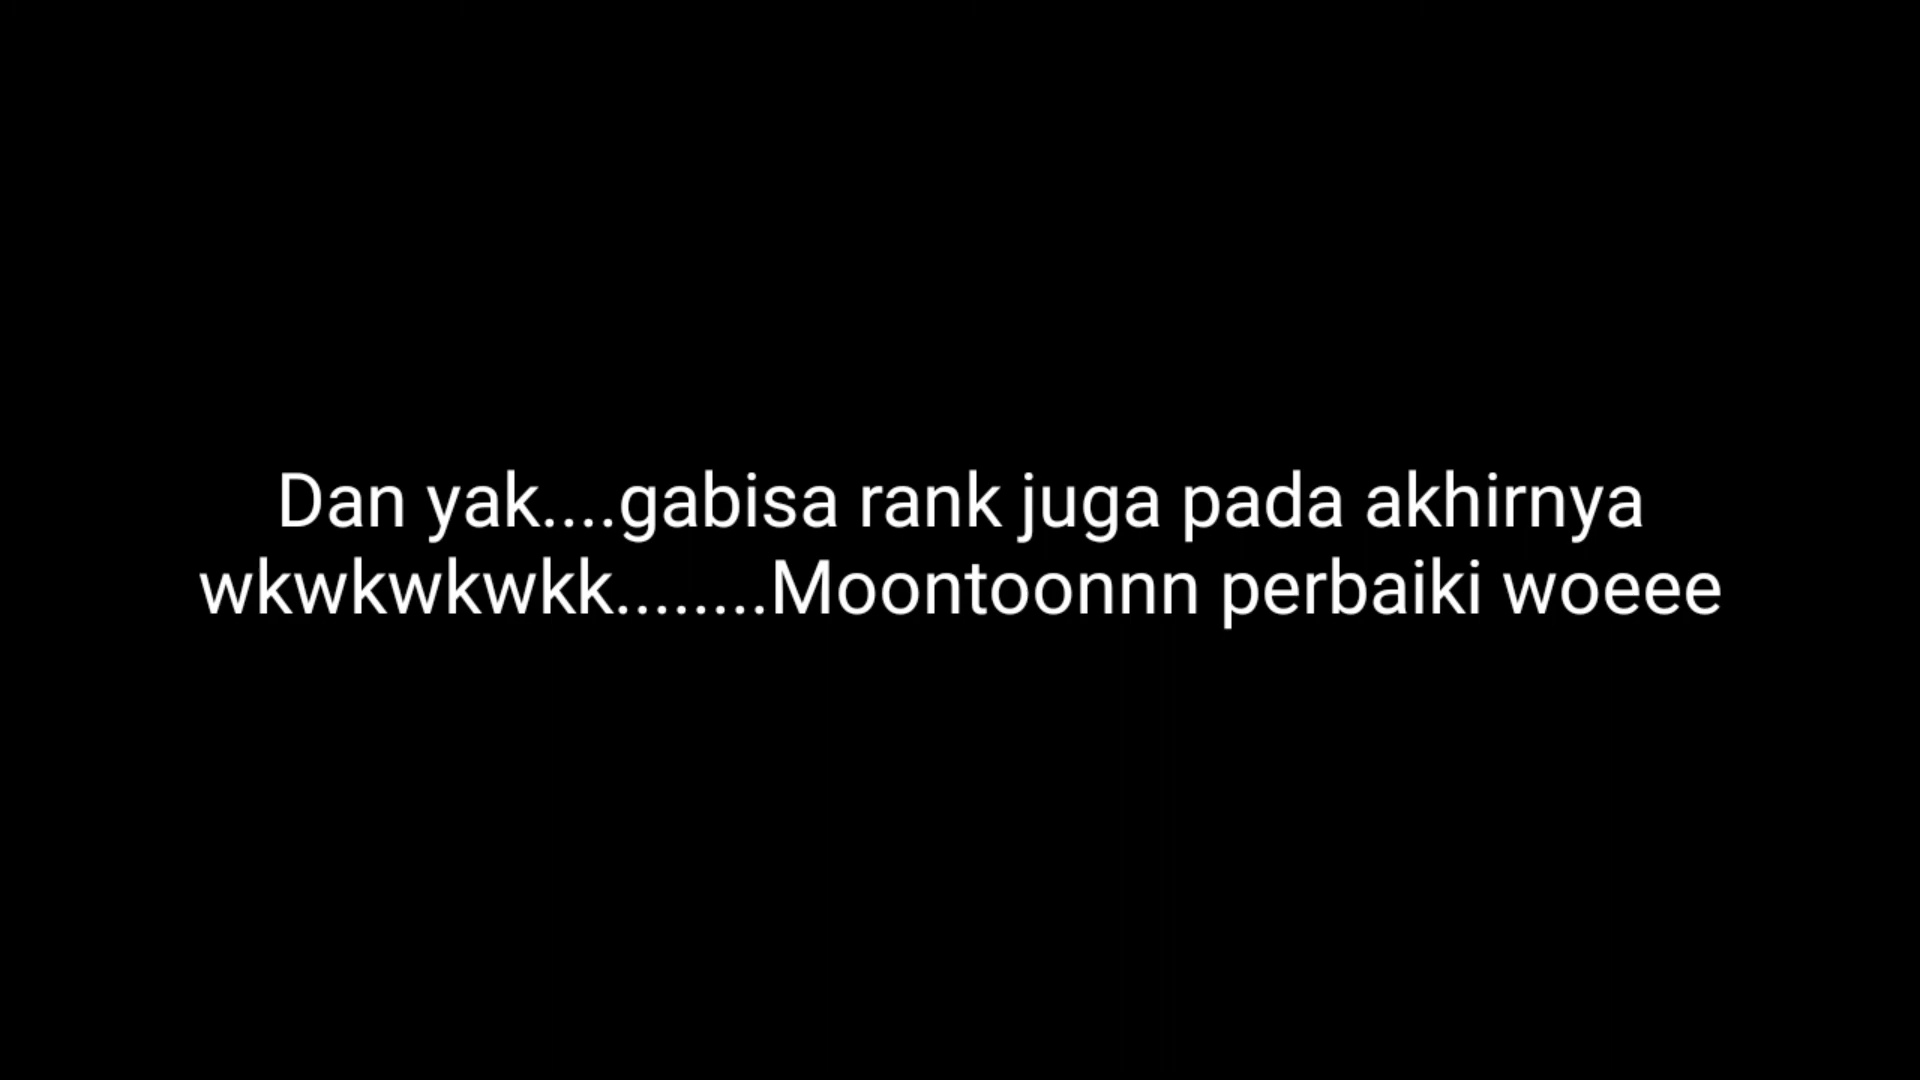 Dan yak....gabisa rank juga pada akhirnya
wkwkwkwkk........Moontoonnn perbaiki woeee